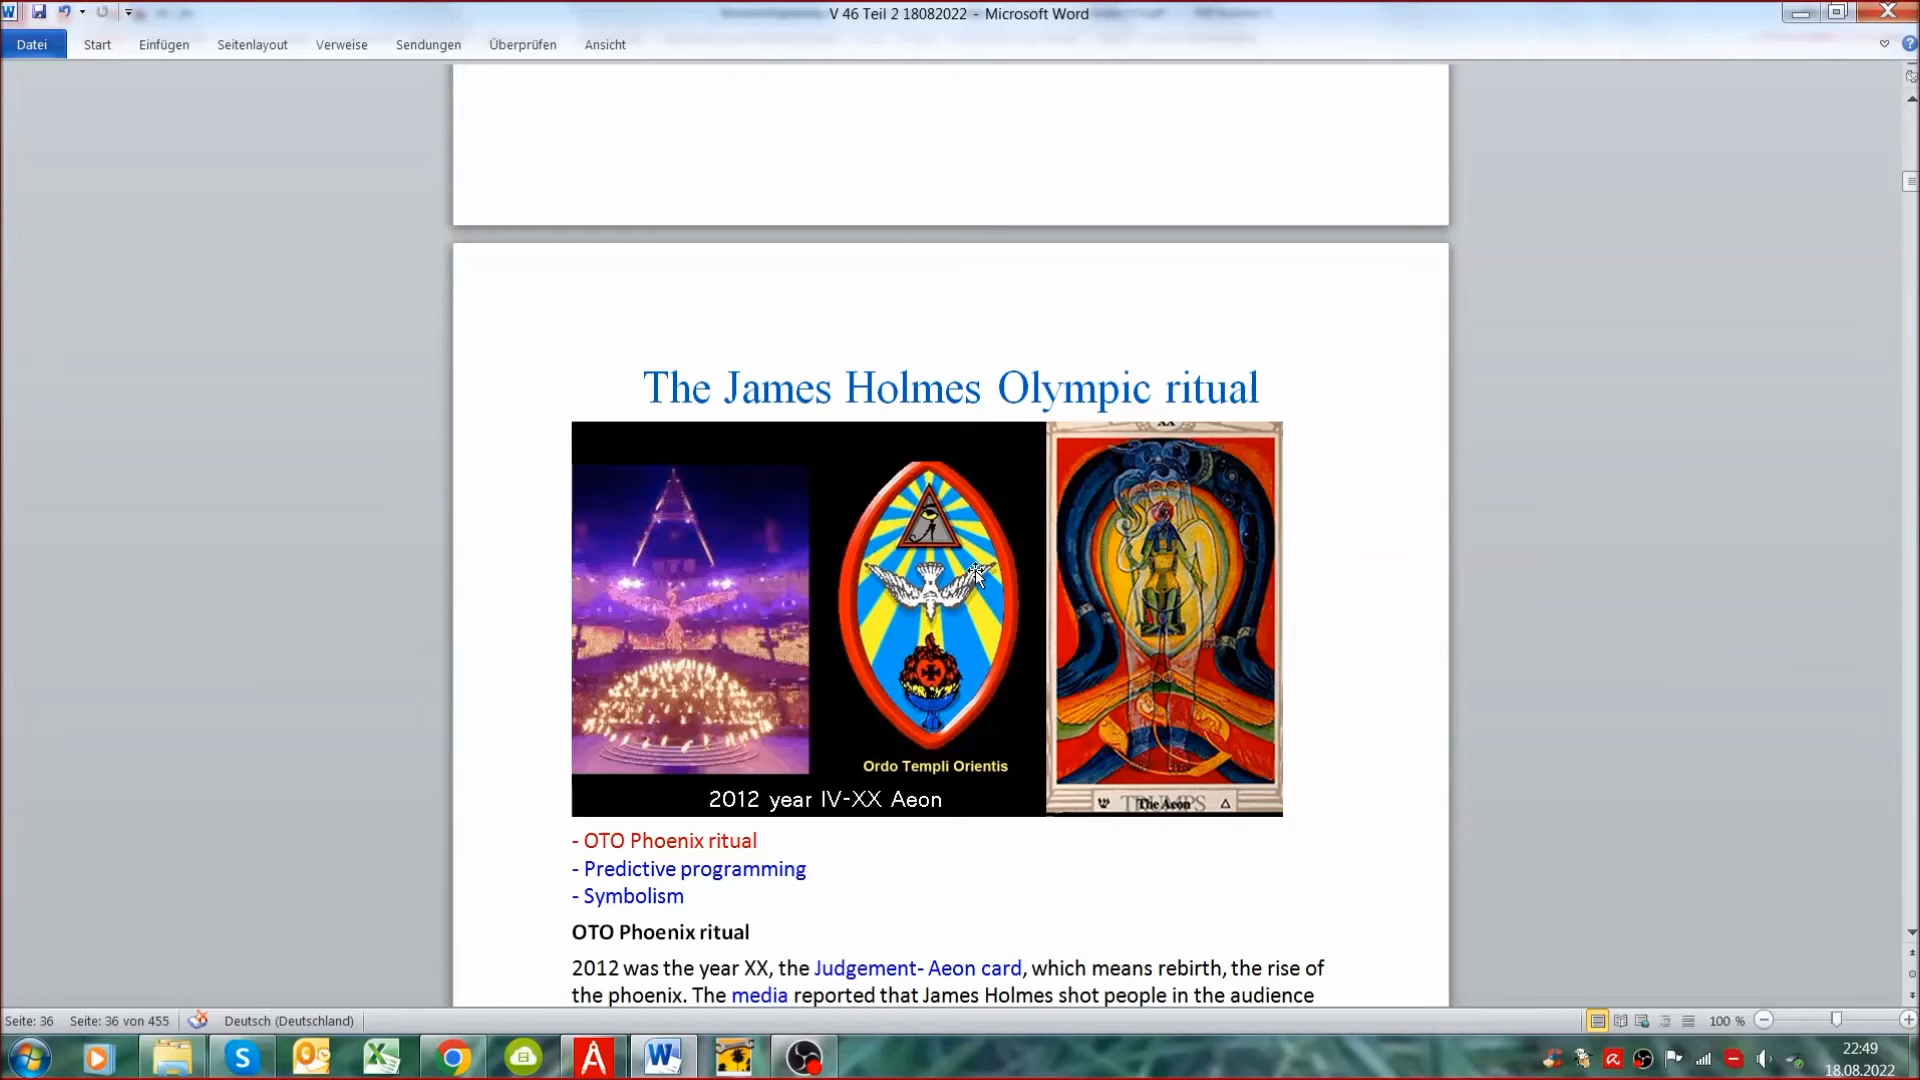 V 46 Teil 2 18082022 - Microsoft Word
Datei Start Einfügen Seitenlayout Verweise Sendungen Überprüfen Ansicht
The James Holmes Olympic ritual
XX
Ordo Templi Orientis
2012 year IV-XX Aeon
TRUMPS
The Aeon
- OTO Phoenix ritual
- Predictive programming
- Symbolism
OTO Phoenix ritual
2012 was the year XX, the Judgement- Aeon card, which means rebirth, the rise of
the phoenix. The media reported that James Holmes shot people in the audience
Seite: 36 Seite: 36 von 455 Deutsch (Deutschland) 100 %
22:49
18.08.2022